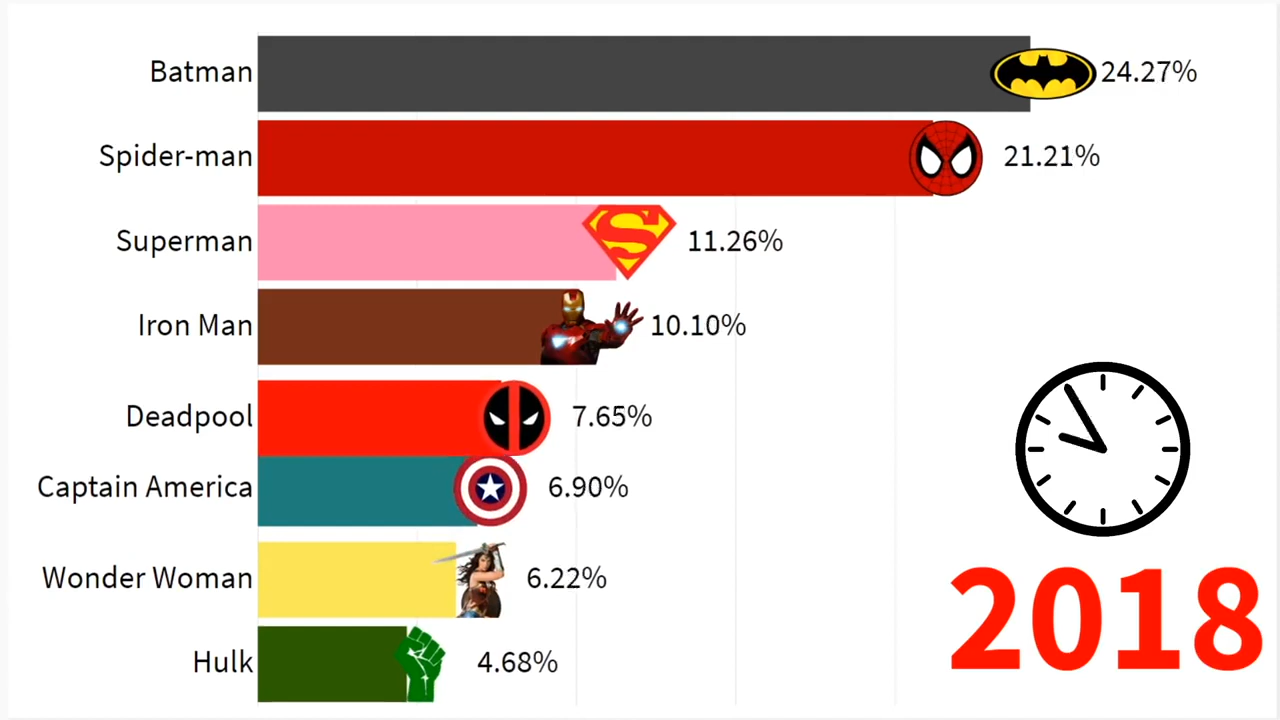 Batman 24.27%
Spider-man 21.21%
Superman 11.26%
Iron Man 10.10%
Deadpool 7.65%
Captain America 6.90%
Wonder Woman 6.22%
Hulk 4.68%
2018